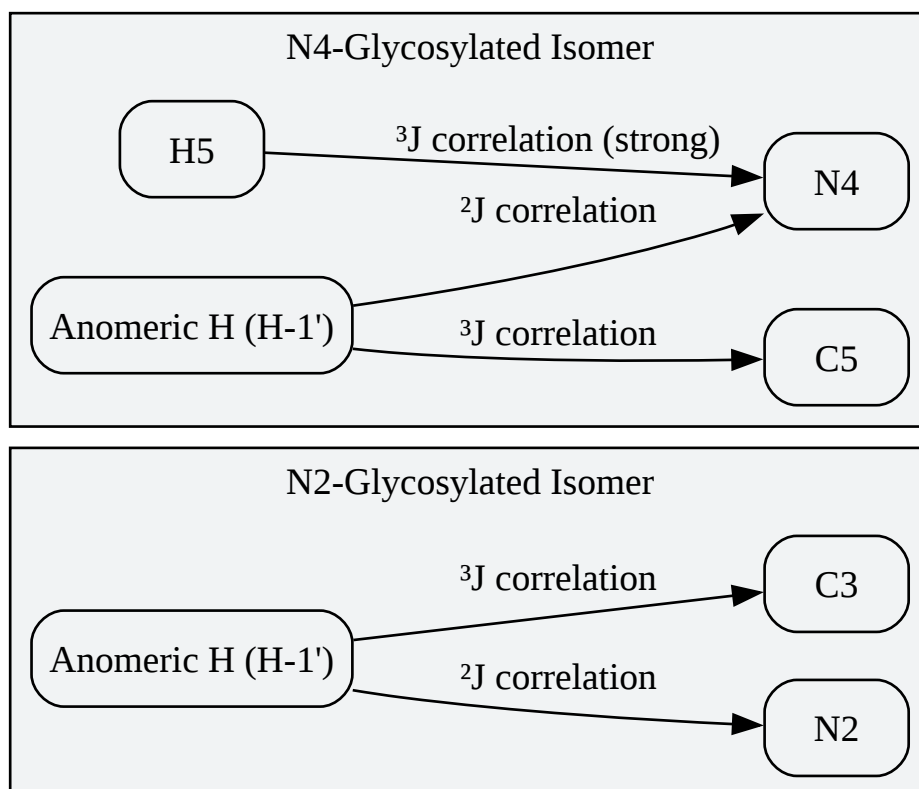 N4-Glycosylated Isomer
H5
³J correlation (strong)
N4
²J correlation
Anomeric H (H-1')
³J correlation
C5
N2-Glycosylated Isomer
³J correlation
C3
Anomeric H (H-1')
²J correlation
N2